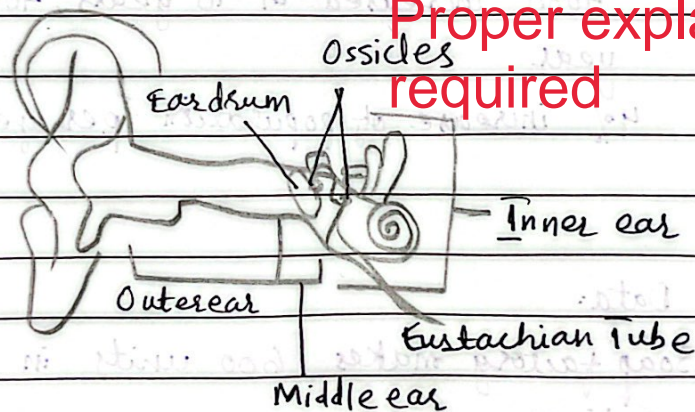 Proper expla
required
Ossicles
Eardrum
Inner ear
Outerear
Eustachian Tube
Middle ear